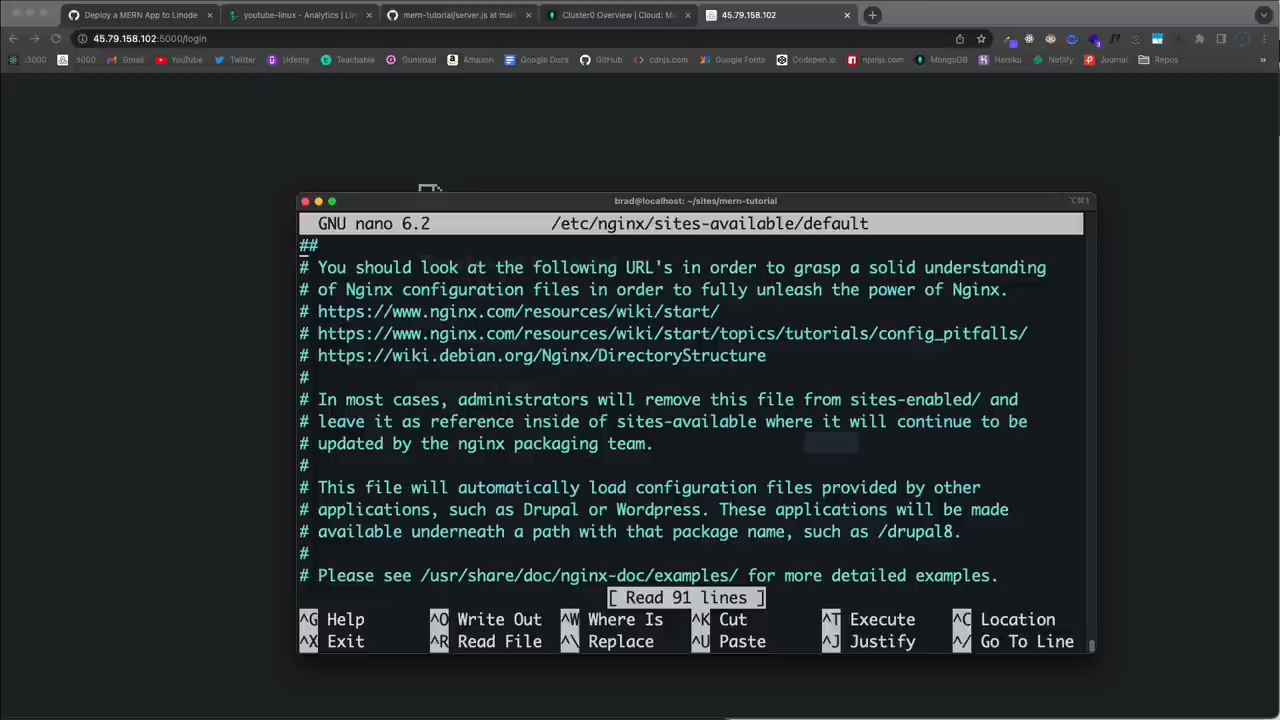 Deploy a MERN App to Linode
youtube-linux - Analytics | Lin
mern-tutorial/server.js at main
Cluster0 Overview | Cloud: Mo
45.79.158.102
45.79.158.102:5000/login
:3000
:5000
Gmail
YouTube
Twitter
Udemy
Teachable
Gumroad
Amazon
Google Docs
GitHub
cdnjs.com
Google Fonts
Codepen.io
npmjs.com
MongoDB
Heroku
Netlify
Journal
Repos
»
brad@localhost: ~/sites/mern-tutorial
⌥⌘1
GNU nano 6.2 /etc/nginx/sites-available/default
##
# You should look at the following URL's in order to grasp a solid understanding
# of Nginx configuration files in order to fully unleash the power of Nginx.
# https://www.nginx.com/resources/wiki/start/
# https://www.nginx.com/resources/wiki/start/topics/tutorials/config_pitfalls/
# https://wiki.debian.org/Nginx/DirectoryStructure
#
# In most cases, administrators will remove this file from sites-enabled/ and
# leave it as reference inside of sites-available where it will continue to be
# updated by the nginx packaging team.
#
# This file will automatically load configuration files provided by other
# applications, such as Drupal or Wordpress. These applications will be made
# available underneath a path with that package name, such as /drupal8.
#
# Please see /usr/share/doc/nginx-doc/examples/ for more detailed examples.
[ Read 91 lines ]
^G Help ^O Write Out ^W Where Is ^K Cut ^T Execute ^C Location
^X Exit ^R Read File ^\ Replace ^U Paste ^J Justify ^/ Go To Line